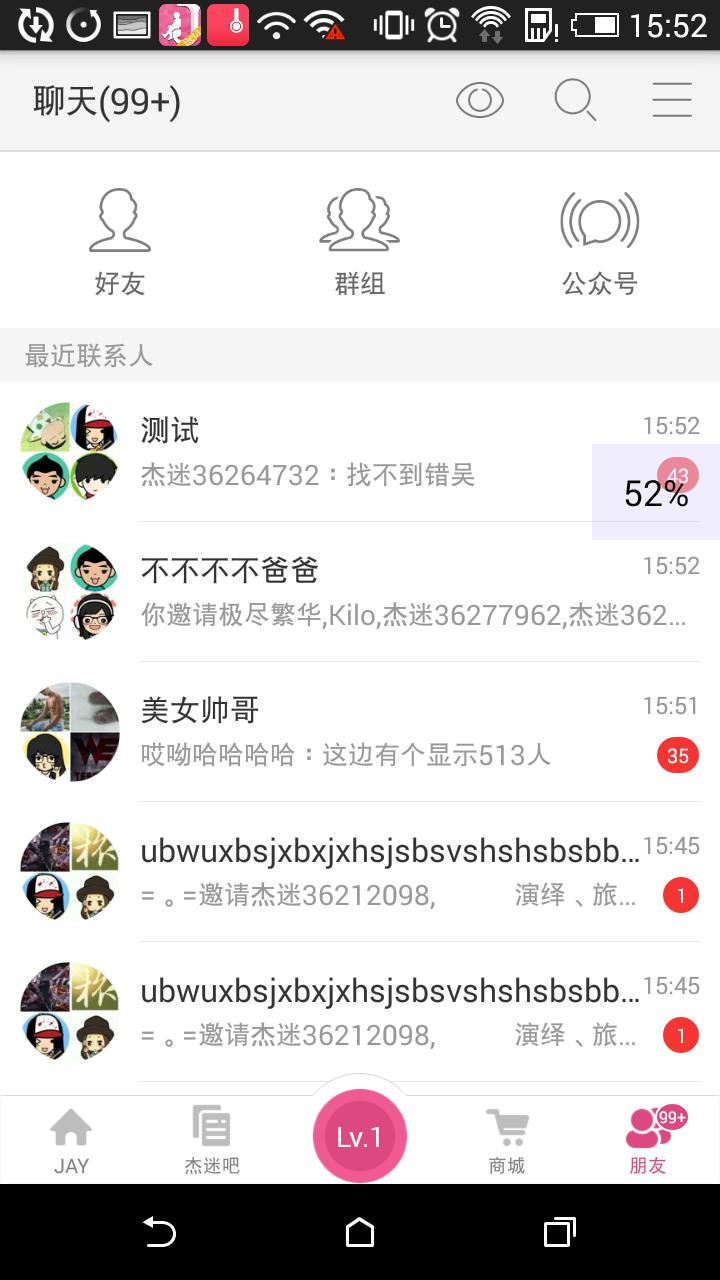 15:52
聊天(99+)
好友
群组
公众号
最近联系人
测试
15:52
杰迷36264732：找不到错吴
43
52%
不不不不爸爸
15:52
你邀请极尽繁华,Kilo,杰迷36277962,杰迷362...
美女帅哥
15:51
哎呦哈哈哈哈：这边有个显示513人
35
ubwuxbsjxbxjxhsjsbsvshshsbsbb...
15:45
= 。=邀请杰迷36212098, 演绎、旅...
1
ubwuxbsjxbxjxhsjsbsvshshsbsbb...
15:45
= 。=邀请杰迷36212098, 演绎、旅...
1
JAY
杰迷吧
Lv.1
商城
99+
朋友